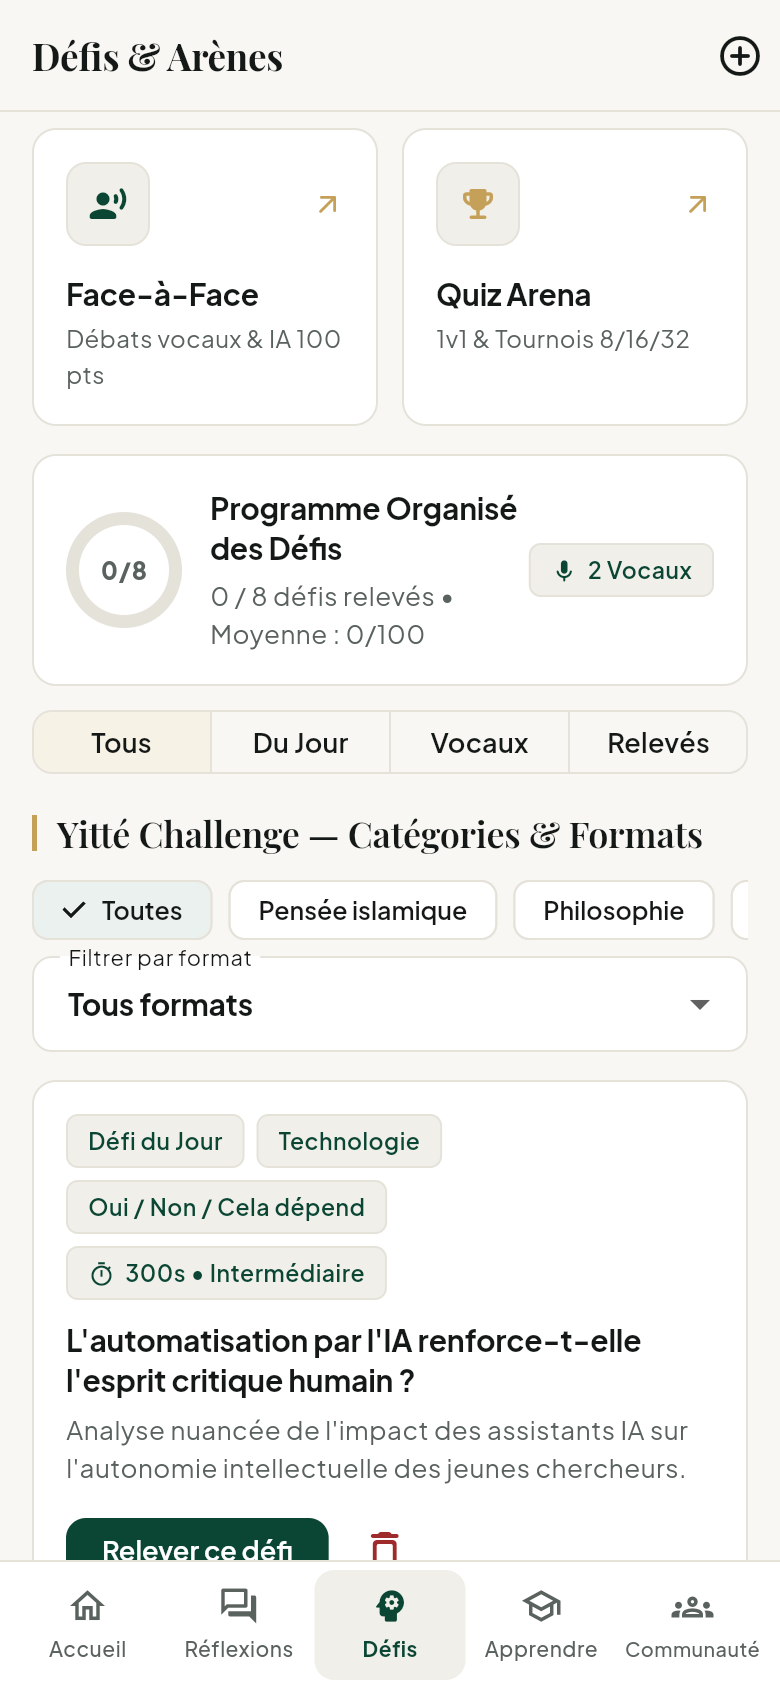 Défis & Arènes
Face-à-Face
Débats vocaux & IA 100
pts
Quiz Arena
1v1 & Tournois 8/16/32
0/8
Programme Organisé
des Défis
0 / 8 défis relevés •
Moyenne : 0/100
2 Vocaux
Tous
Du Jour
Vocaux
Relevés
Yitté Challenge — Catégories & Formats
Toutes
Pensée islamique
Philosophie
Filtrer par format
Tous formats
Défi du Jour
Technologie
Oui / Non / Cela dépend
300s • Intermédiaire
L'automatisation par l'IA renforce-t-elle
l'esprit critique humain ?
Analyse nuancée de l'impact des assistants IA sur
l'autonomie intellectuelle des jeunes chercheurs.
Relever ce défi
Accueil
Réflexions
Défis
Apprendre
Communauté